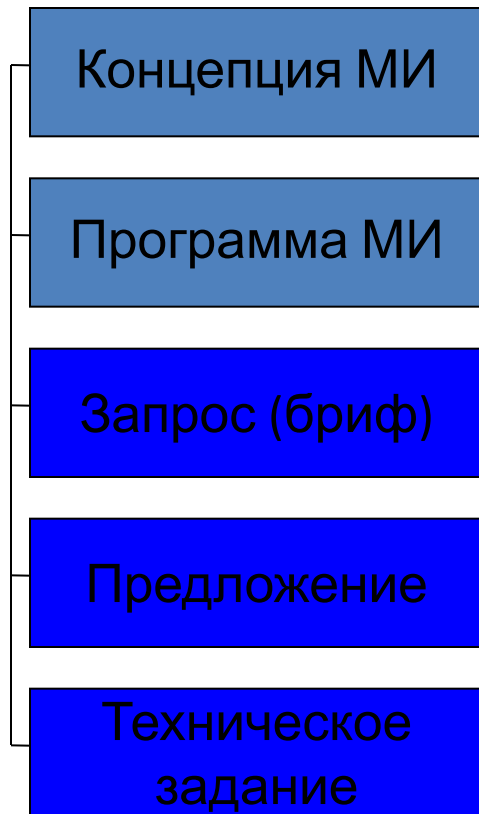 Концепция МИ
Программа МИ
Запрос (бриф)
Предложение
Техническое
задание